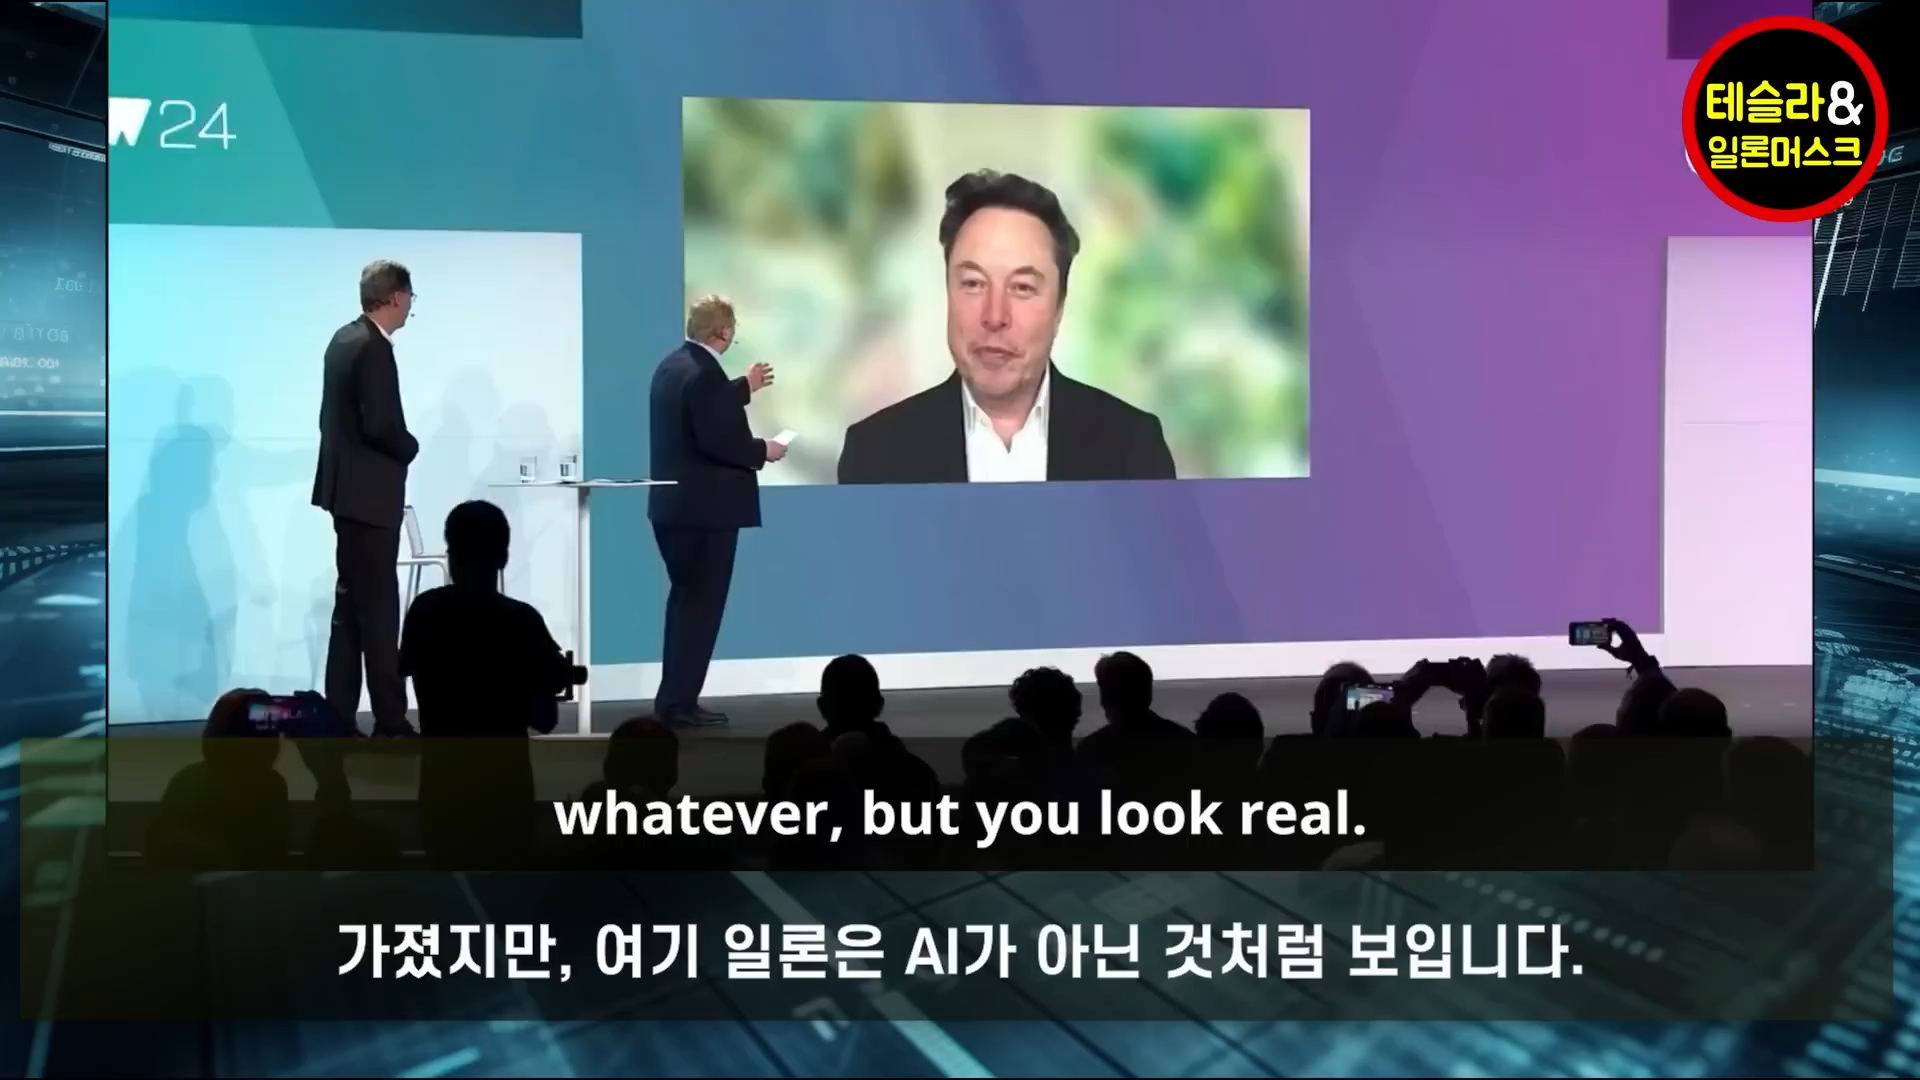 24
테슬라&
일론머스크
whatever, but you look real.
가졌지만, 여기 일론은 AI가 아닌 것처럼 보입니다.